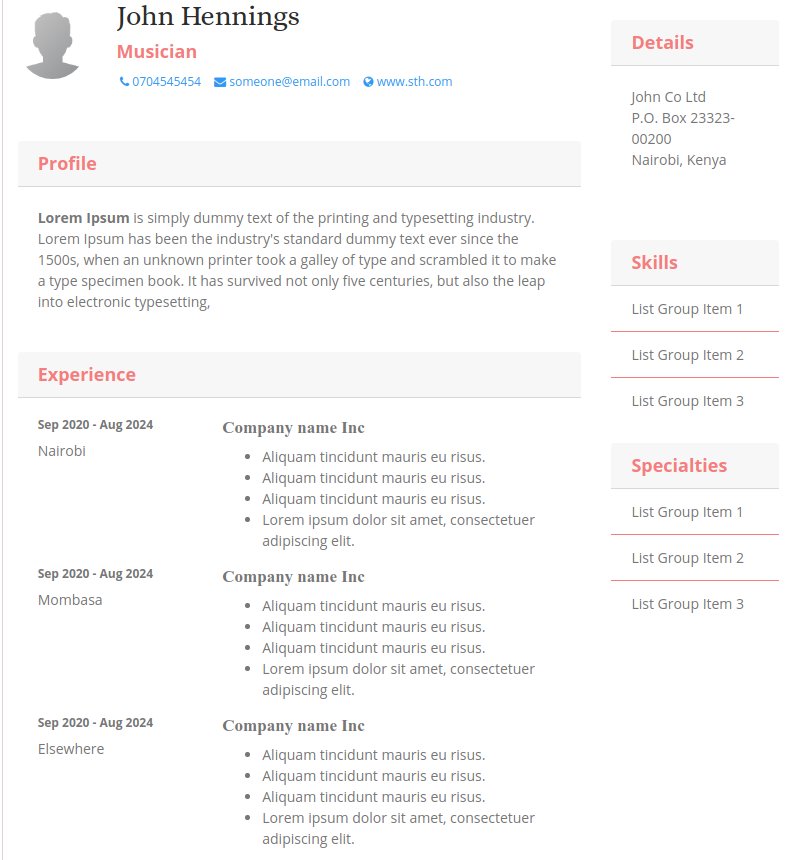 John Hennings
Musician
0704545454 someone@email.com www.sth.com
Profile
Lorem Ipsum is simply dummy text of the printing and typesetting industry.
Lorem Ipsum has been the industry's standard dummy text ever since the
1500s, when an unknown printer took a galley of type and scrambled it to make
a type specimen book. It has survived not only five centuries, but also the leap
into electronic typesetting,
Experience
Sep 2020 - Aug 2024
Nairobi
Company name Inc
Aliquam tincidunt mauris eu risus.
Aliquam tincidunt mauris eu risus.
Aliquam tincidunt mauris eu risus.
Lorem ipsum dolor sit amet, consectetuer
adipiscing elit.
Sep 2020 - Aug 2024
Mombasa
Company name Inc
Aliquam tincidunt mauris eu risus.
Aliquam tincidunt mauris eu risus.
Aliquam tincidunt mauris eu risus.
Lorem ipsum dolor sit amet, consectetuer
adipiscing elit.
Sep 2020 - Aug 2024
Elsewhere
Company name Inc
Aliquam tincidunt mauris eu risus.
Aliquam tincidunt mauris eu risus.
Aliquam tincidunt mauris eu risus.
Lorem ipsum dolor sit amet, consectetuer
adipiscing elit.
Details
John Co Ltd
P.O. Box 23323-
00200
Nairobi, Kenya
Skills
List Group Item 1
List Group Item 2
List Group Item 3
Specialties
List Group Item 1
List Group Item 2
List Group Item 3